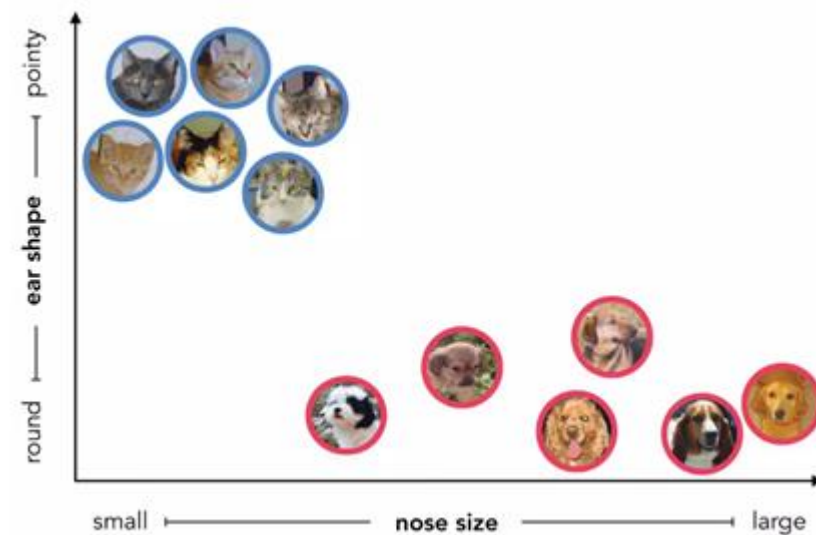 pointy
ear shape
round
small
nose size
large